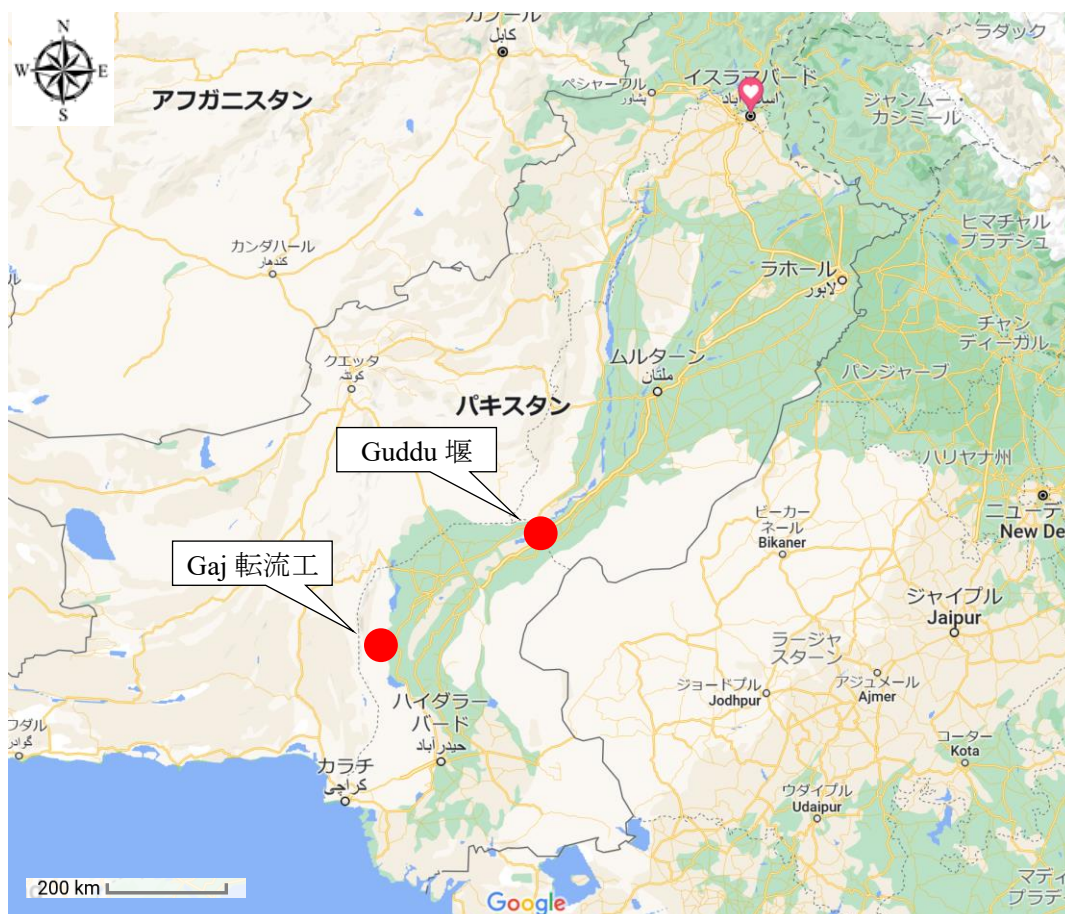 N
W
E
S
カブール
کابل
ラダック
アフガニスタン
ペシャーワル
پشاور
イスラマバード
ジャンムー・
カシミール
ヒマチャル
プラデシュ
カンダハール
کندهار
ラホール
لاہور
チャン
ディーガル
ムルターン
ملتان
クエッタ
کوئٹہ
パンジャーブ
パキスタン
Guddu 堰
ハリヤナ州
ビーカー
ネール
Bikaner
ニューデ
New De
Gaj 転流工
ジャイプル
Jaipur
ラージャ
スターン
ジョードプル
Jodhpur
アジュメール
Ajmer
ハイダラー
バード
حیدرآباد
フダル
گوادر
コーター
Kota
カラチ
کراچی
ウダイプル
Udaipur
マディ
プラデ
200 km
Google